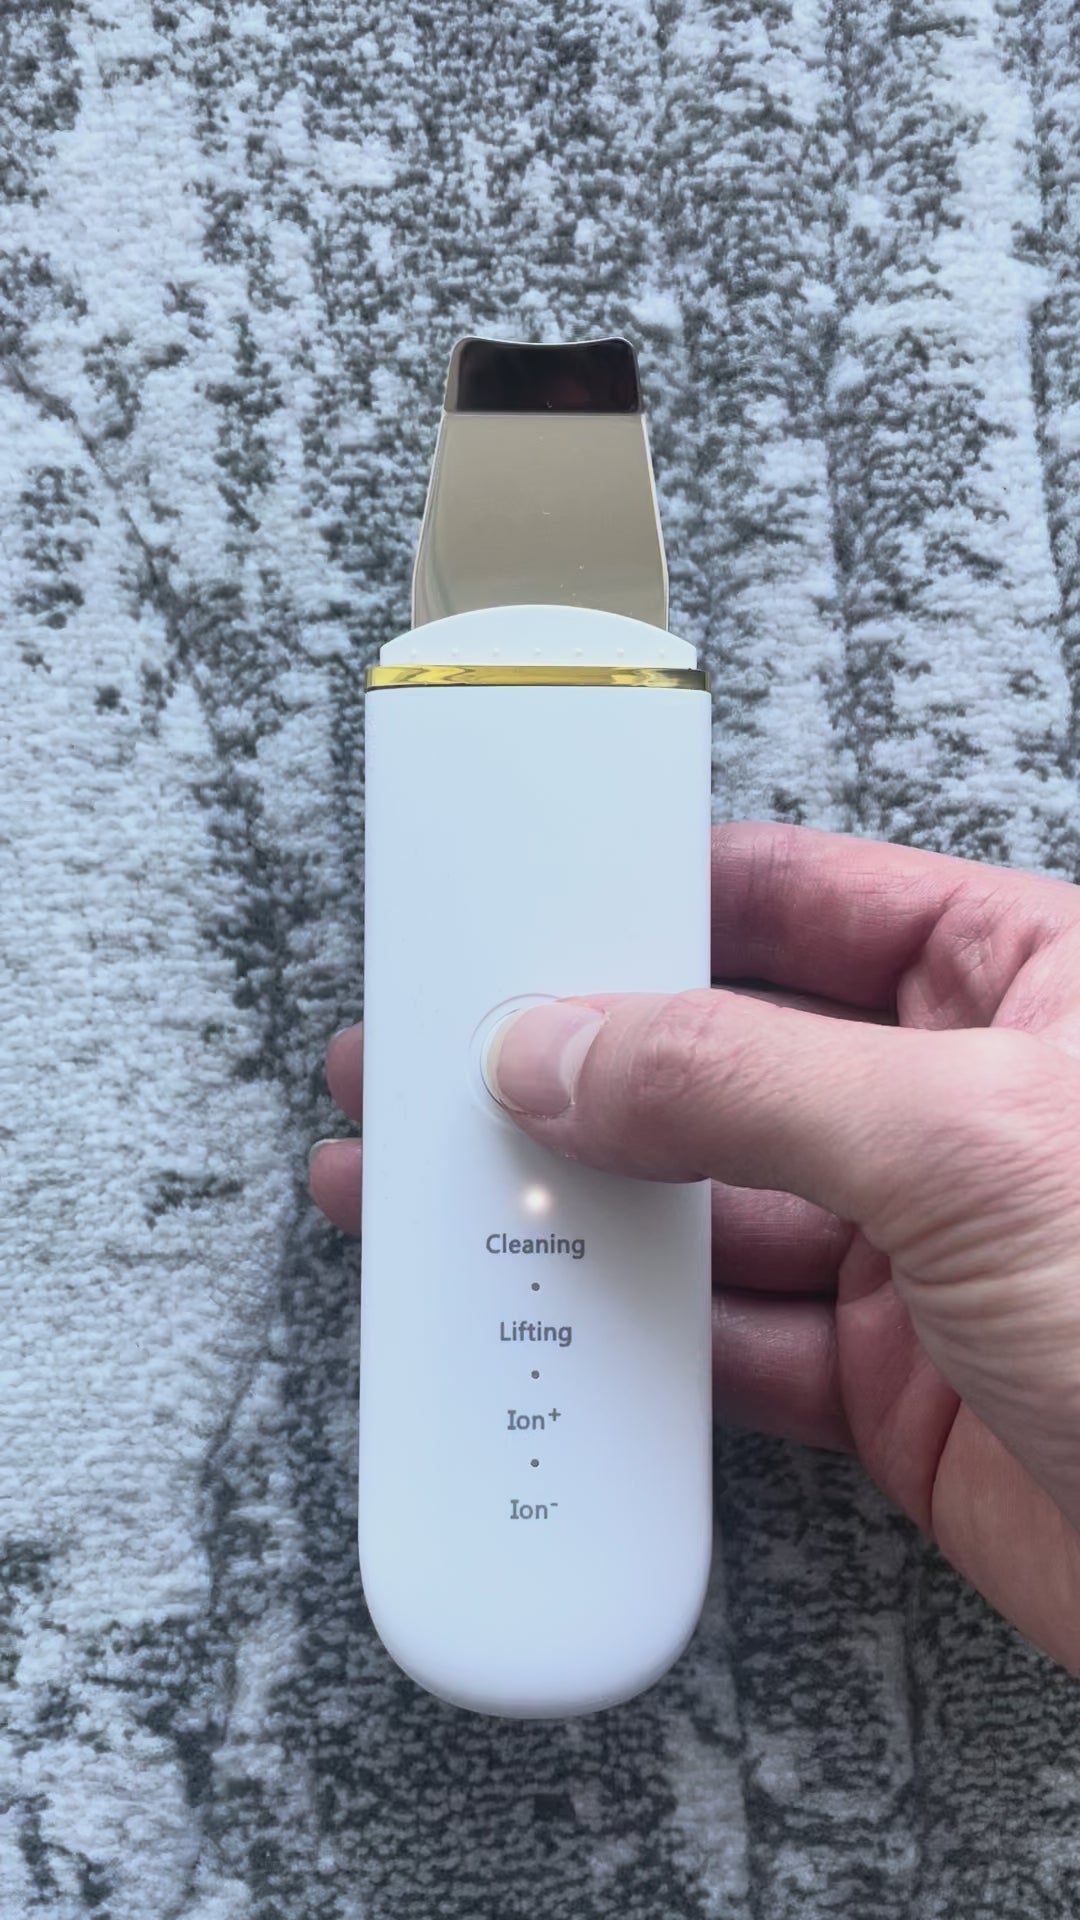 Cleaning
Lifting
Ion+
Ion-